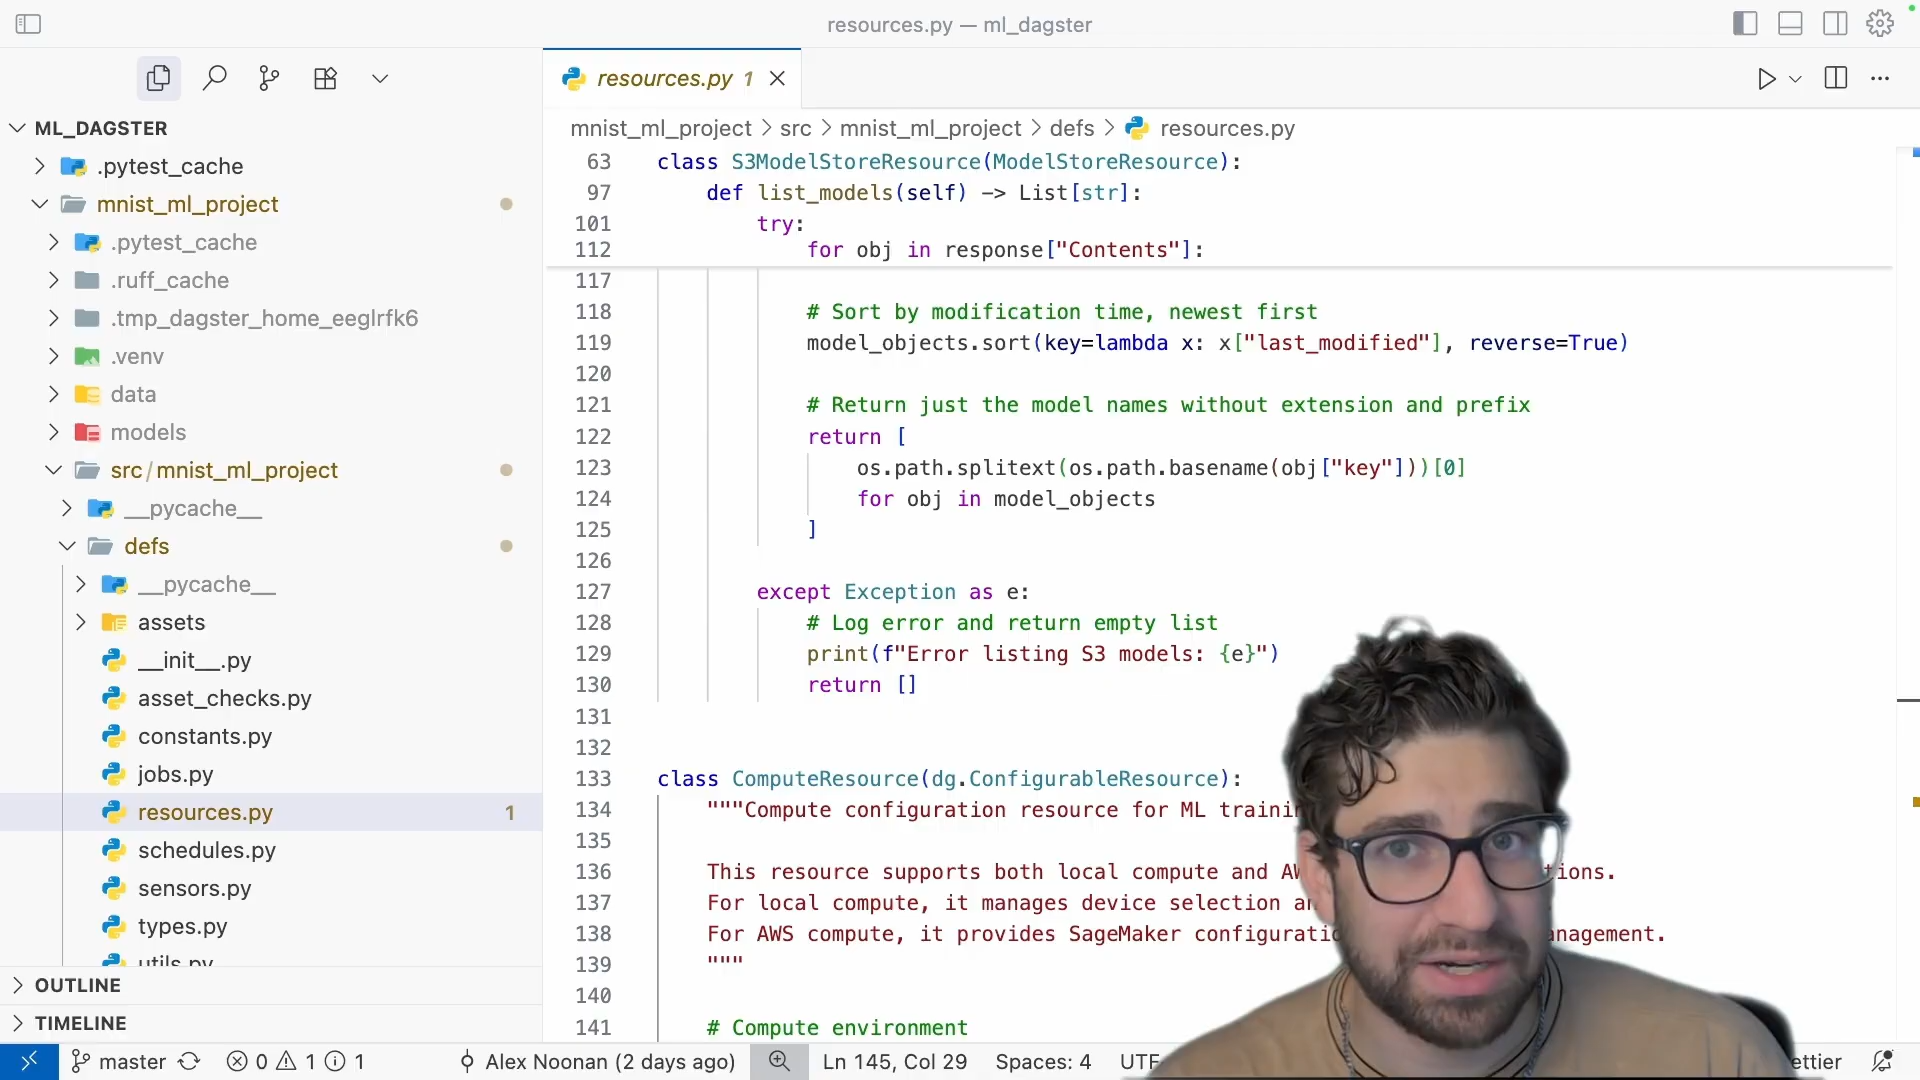 resources.py — ml_dagster
resources.py 1
ML_DAGSTER
mnist_ml_project > src > mnist_ml_project > defs > resources.py
.pytest_cache
mnist_ml_project
.pytest_cache
.ruff_cache
.tmp_dagster_home_eeglrfk6
.venv
data
models
src/mnist_ml_project
__pycache__
defs
__pycache__
assets
__init__.py
asset_checks.py
constants.py
jobs.py
resources.py 1
schedules.py
sensors.py
types.py
utils.py
OUTLINE
TIMELINE
63 class S3ModelStoreResource(ModelStoreResource):
97 def list_models(self) -> List[str]:
101 try:
112 for obj in response["Contents"]:
117
118 # Sort by modification time, newest first
119 model_objects.sort(key=lambda x: x["last_modified"], reverse=True)
120
121 # Return just the model names without extension and prefix
122 return [
123 os.path.splitext(os.path.basename(obj["key"]))[0]
124 for obj in model_objects
125 ]
126
127 except Exception as e:
128 # Log error and return empty list
129 print(f"Error listing S3 models: {e}")
130 return []
131
132
133 class ComputeResource(dg.ConfigurableResource):
134 """Compute configuration resource for ML
135
136 This resource supports both local compute and
137 For local compute, it manages device selection
138 For AWS compute, it provides SageMaker
139 """
140
141 # Compute environment
master 0 1 1 Alex Noonan (2 days ago) Ln 145, Col 29 Spaces: 4